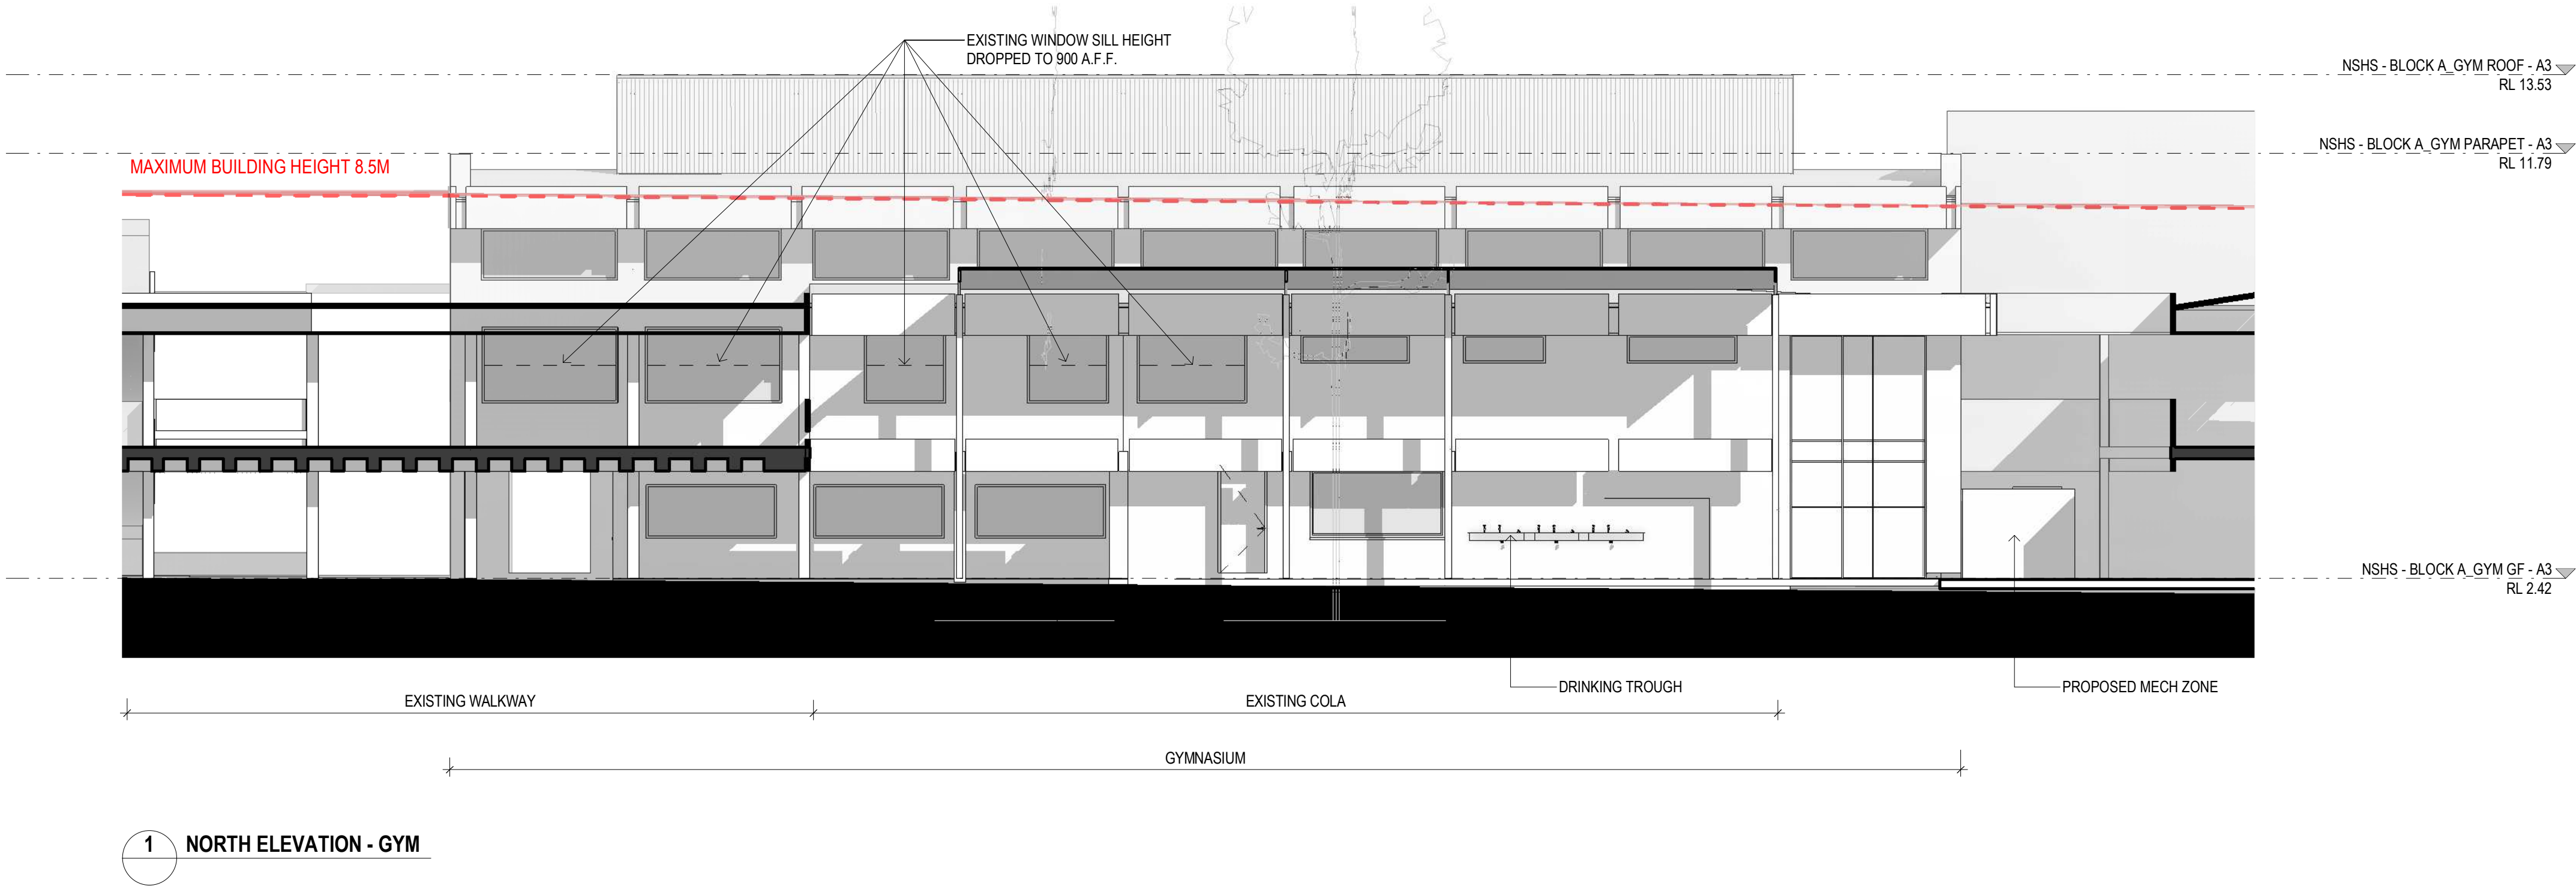 EXISTING WINDOW SILL HEIGHT
DROPPED TO 900 A.F.F.
NSHS - BLOCK A_GYM ROOF - A3
RL 13.53
NSHS - BLOCK A_GYM PARAPET - A3
RL 11.79
MAXIMUM BUILDING HEIGHT 8.5M
NSHS - BLOCK A_GYM GF - A3
RL 2.42
DRINKING TROUGH
PROPOSED MECH ZONE
EXISTING WALKWAY
EXISTING COLA
GYMNASIUM
1 NORTH ELEVATION - GYM